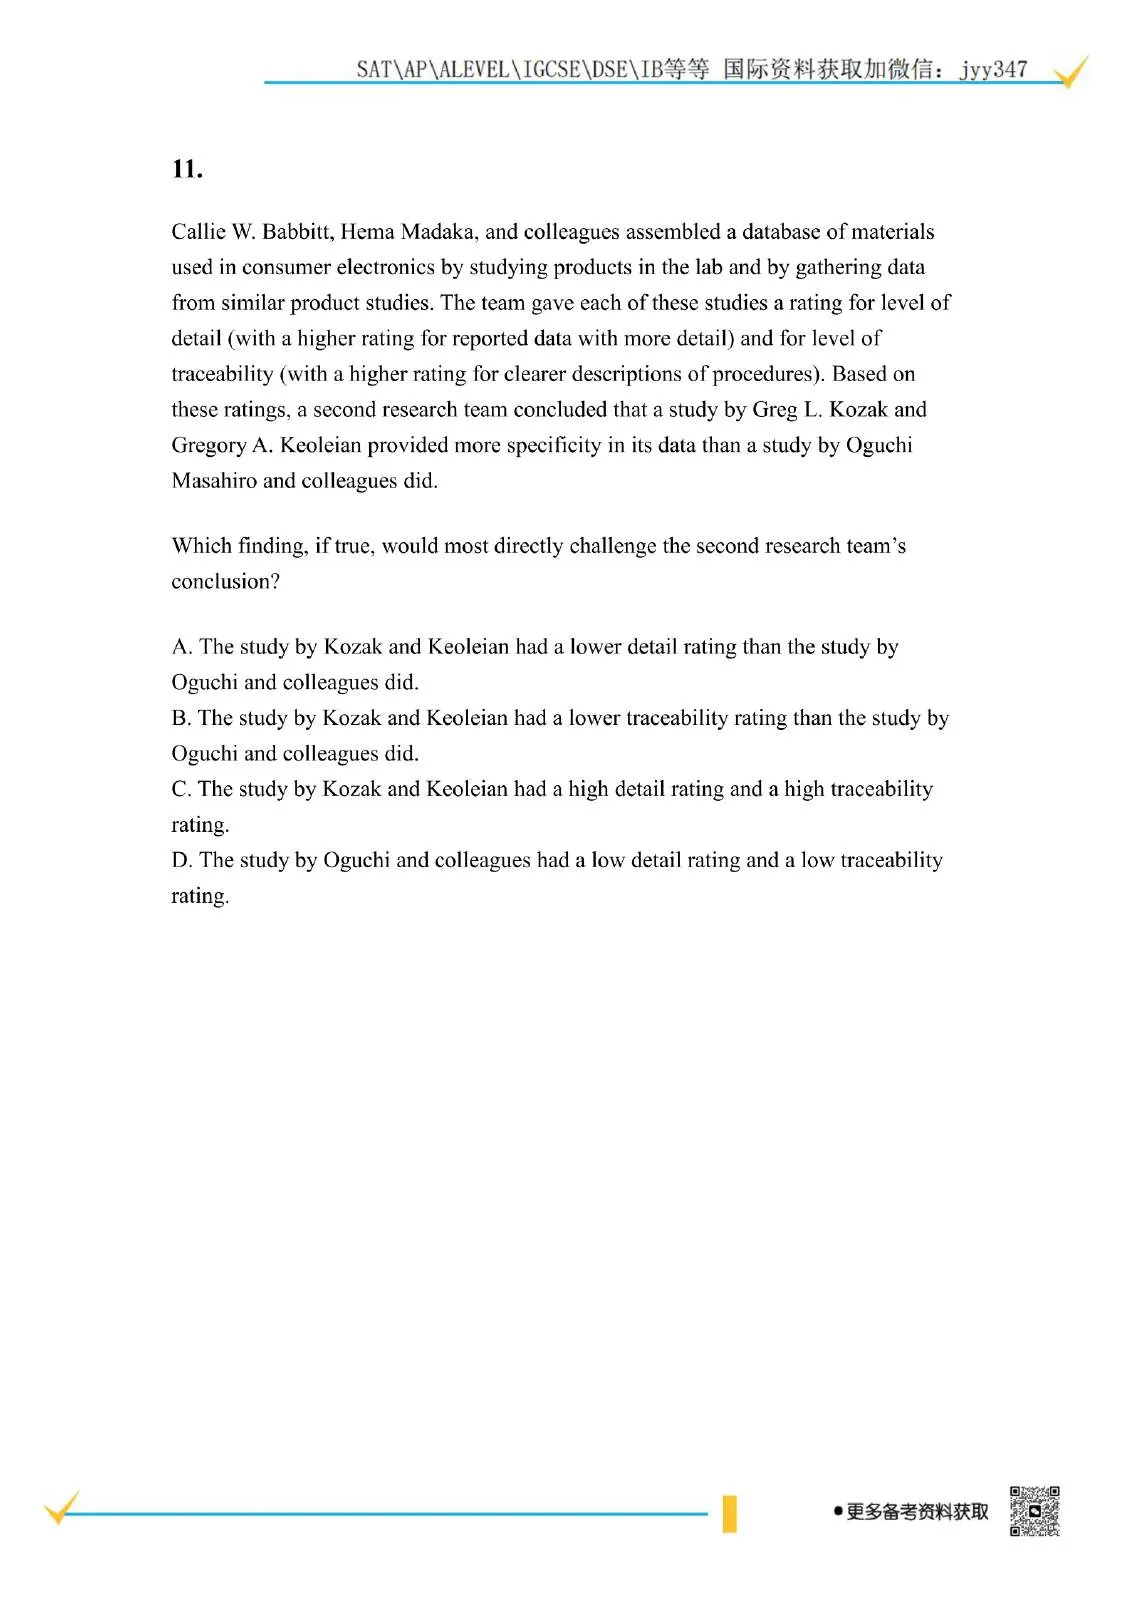 SAT\AP\ALEVEL\IGCSE\DSE\IB等等 国际资料获取加微信：jyy347
11.
Callie W. Babbitt, Hema Madaka, and colleagues assembled a database of materials
used in consumer electronics by studying products in the lab and by gathering data
from similar product studies. The team gave each of these studies a rating for level of
detail (with a higher rating for reported data with more detail) and for level of
traceability (with a higher rating for clearer descriptions of procedures). Based on
these ratings, a second research team concluded that a study by Greg L. Kozak and
Gregory A. Keoleian provided more specificity in its data than a study by Oguchi
Masahiro and colleagues did.
Which finding, if true, would most directly challenge the second research team’s
conclusion?
A. The study by Kozak and Keoleian had a lower detail rating than the study by
Oguchi and colleagues did.
B. The study by Kozak and Keoleian had a lower traceability rating than the study by
Oguchi and colleagues did.
C. The study by Kozak and Keoleian had a high detail rating and a high traceability
rating.
D. The study by Oguchi and colleagues had a low detail rating and a low traceability
rating.
•更多备考资料获取